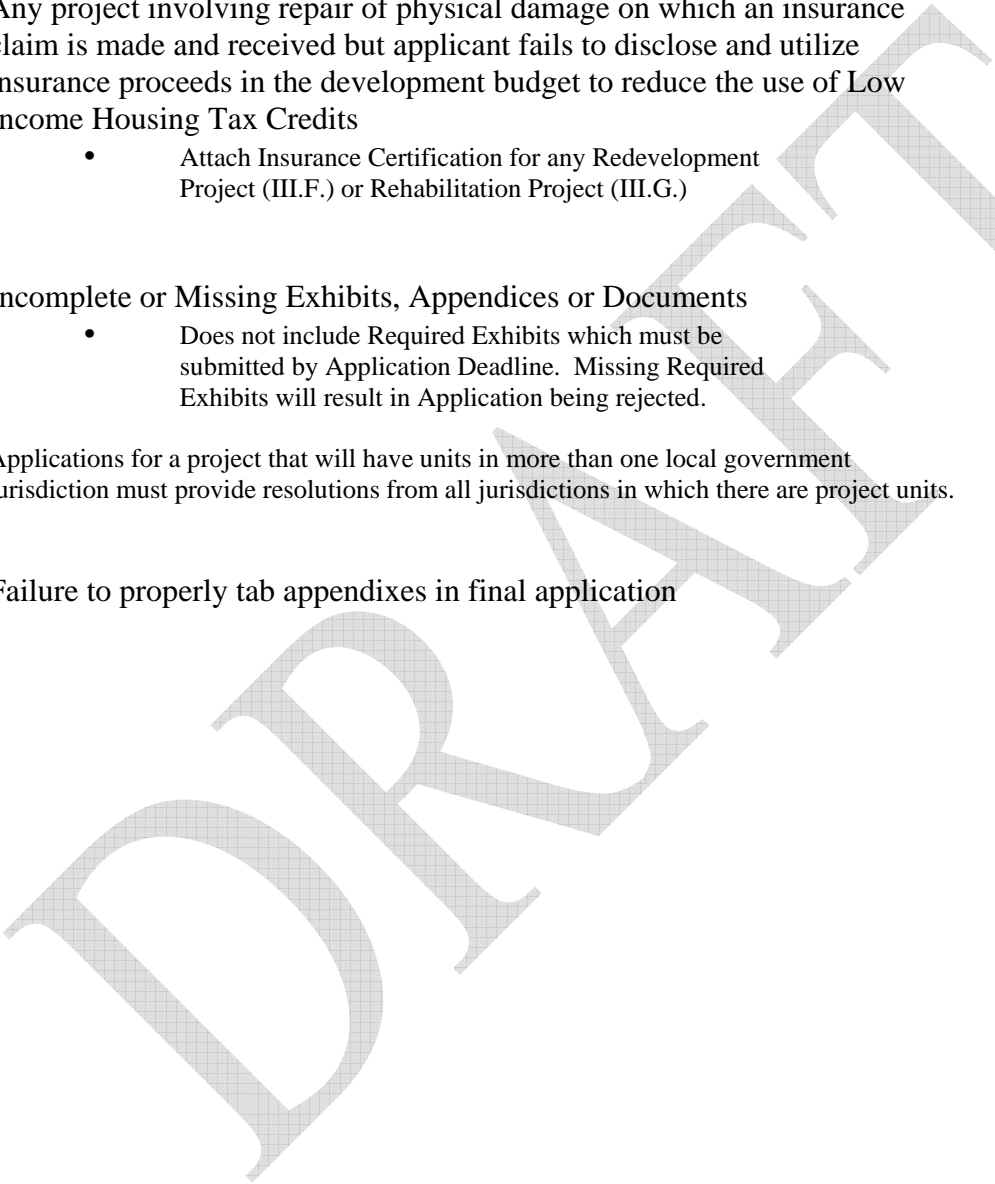 Any project involving repair of physical damage on which an insurance
claim is made and received but applicant fails to disclose and utilize
insurance proceeds in the development budget to reduce the use of Low
Income Housing Tax Credits
• Attach Insurance Certification for any Redevelopment
Project (III.F.) or Rehabilitation Project (III.G.)
Incomplete or Missing Exhibits, Appendices or Documents
• Does not include Required Exhibits which must be
submitted by Application Deadline. Missing Required
Exhibits will result in Application being rejected.
Applications for a project that will have units in more than one local government
jurisdiction must provide resolutions from all jurisdictions in which there are project units.
Failure to properly tab appendixes in final application
DRAFT